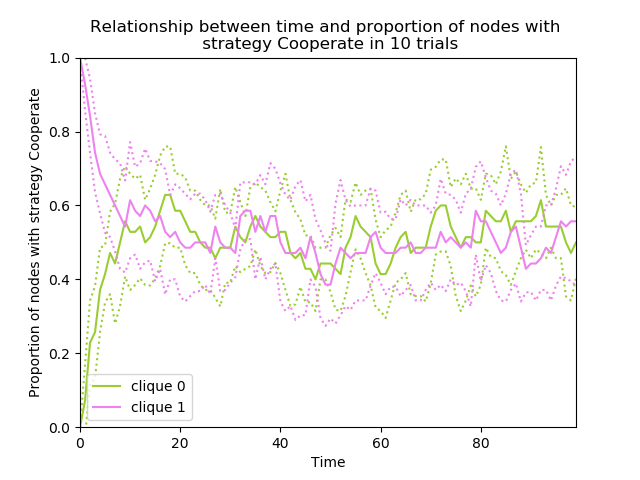 Relationship between time and proportion of nodes with
strategy Cooperate in 10 trials
Proportion of nodes with strategy Cooperate
1.0
0.8
0.6
0.4
0.2
0.0
clique 0
clique 1
0 20 40 60 80
Time